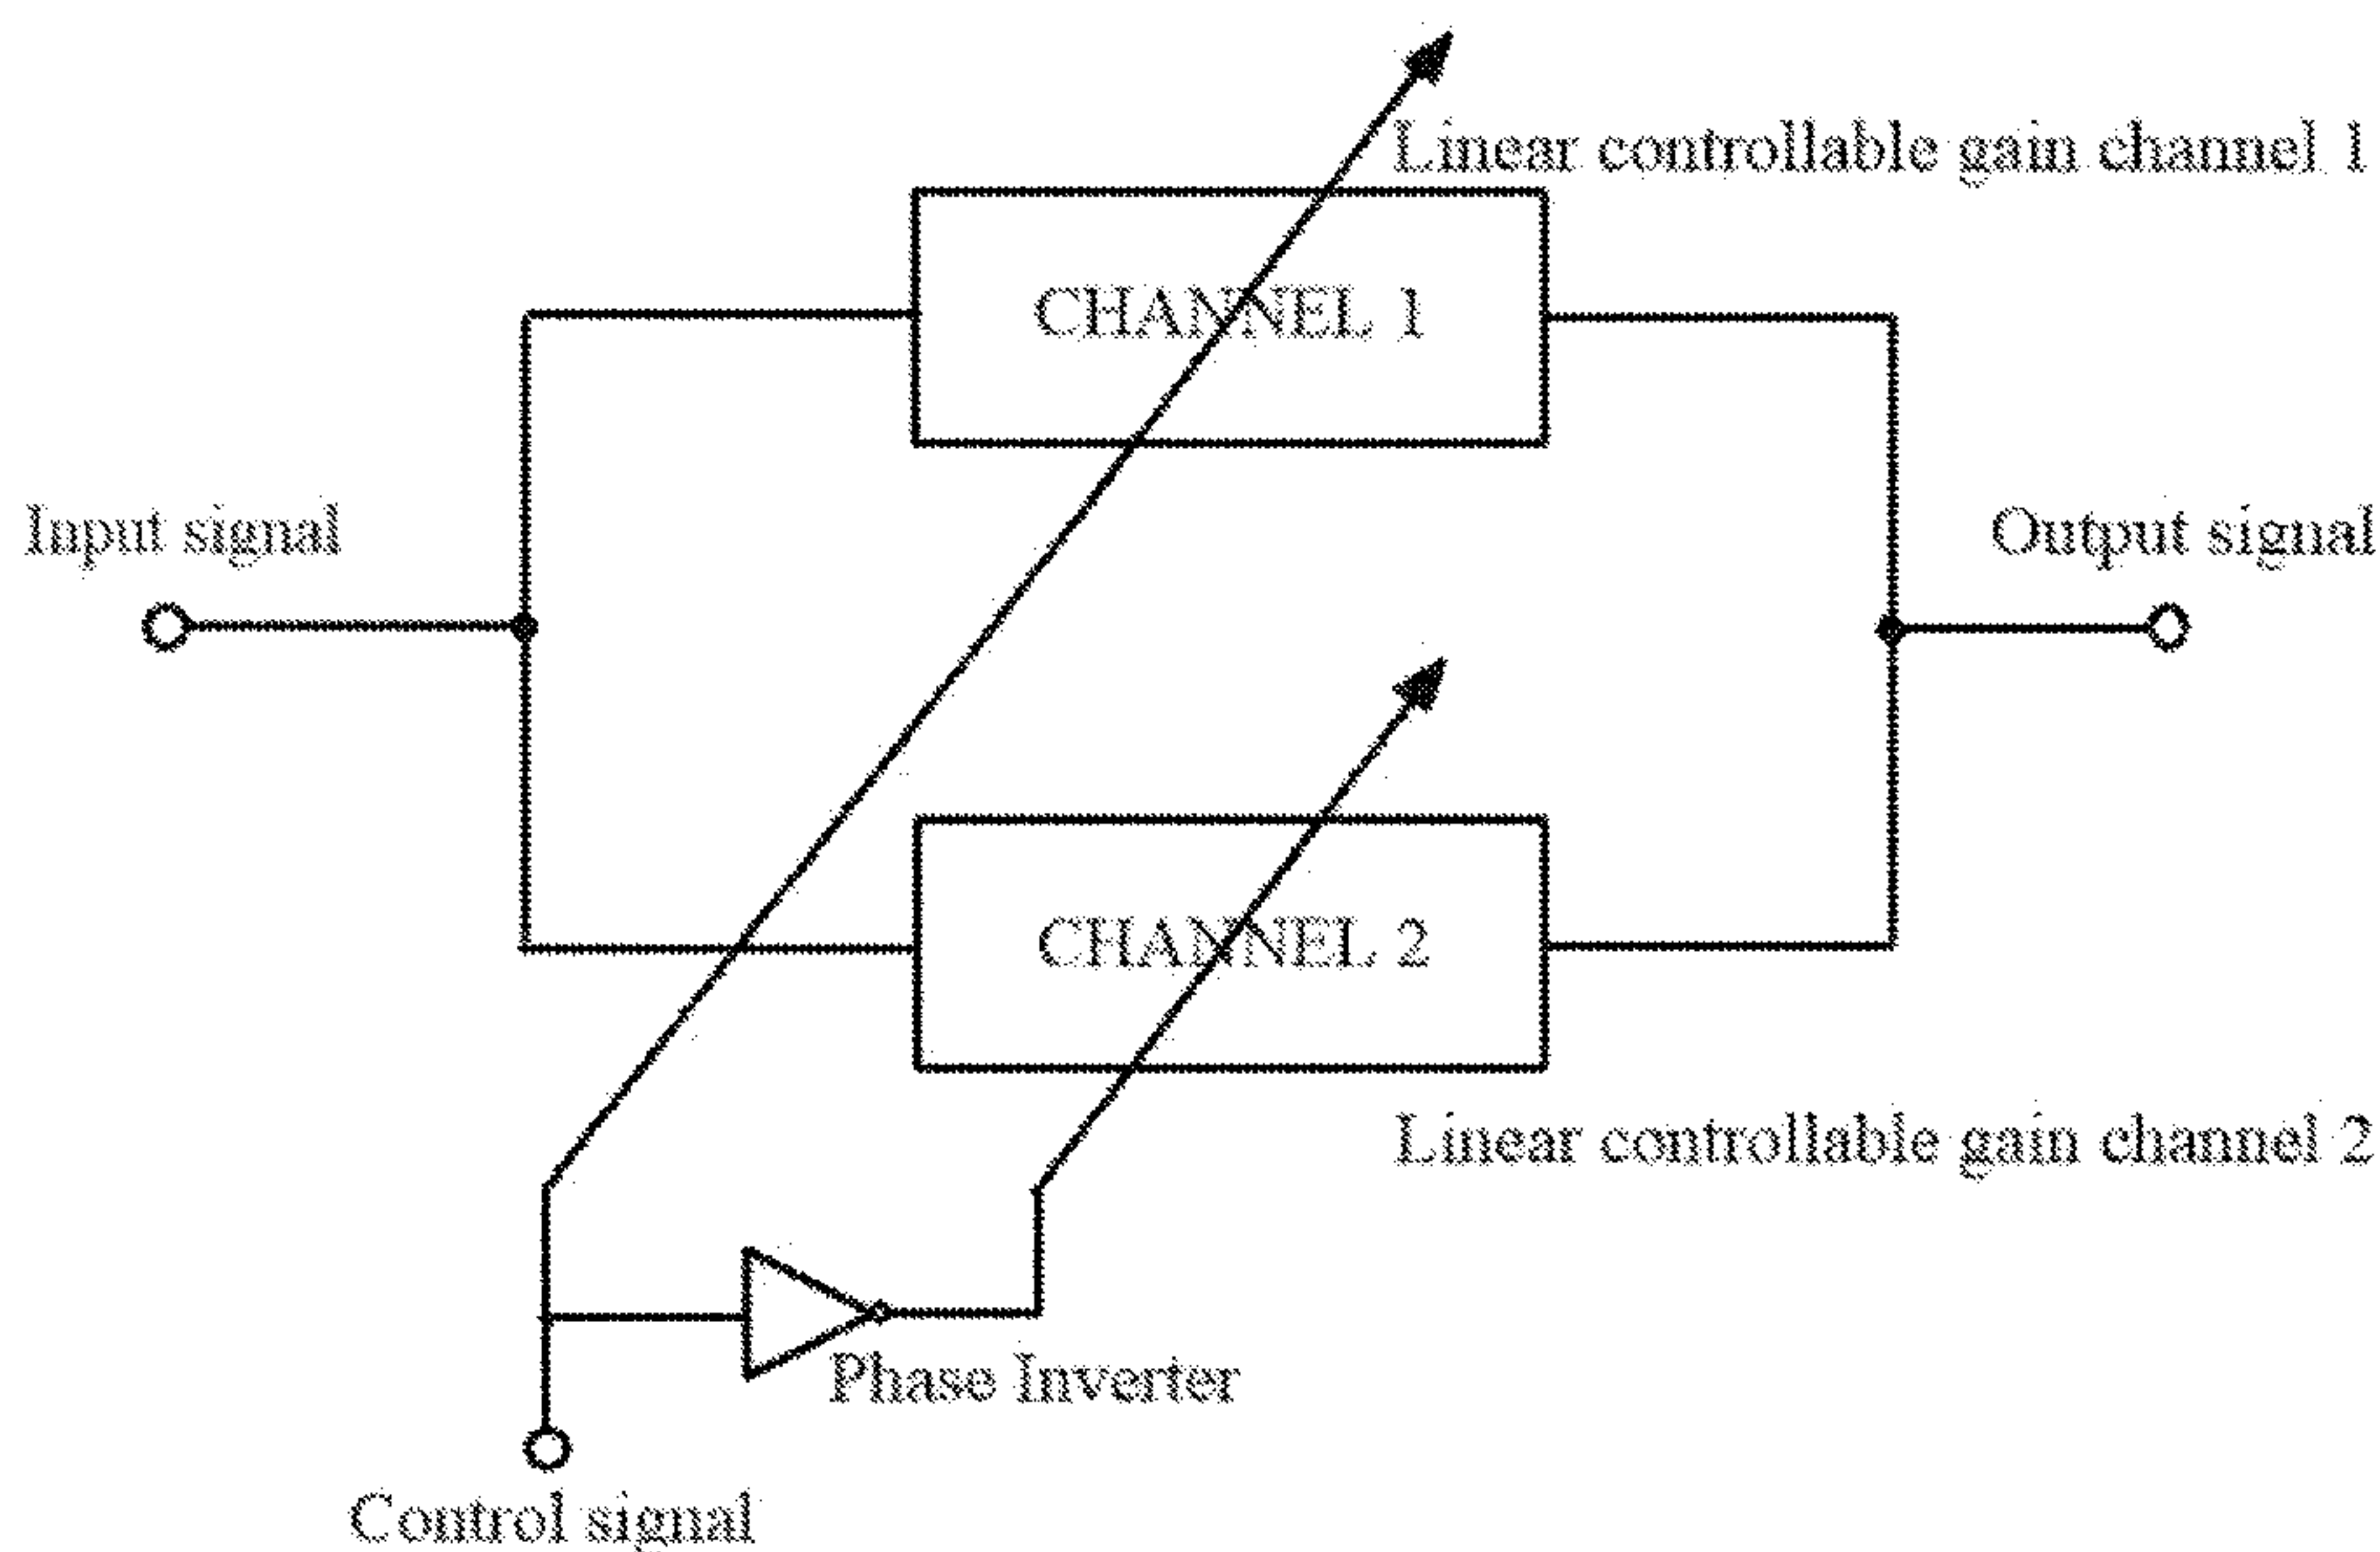 Linear controllable gain channel 1
CHANNEL 1
Input signal
Output signal
CHANNEL 2
Linear controllable gain channel 2
Phase Inverter
Control signal